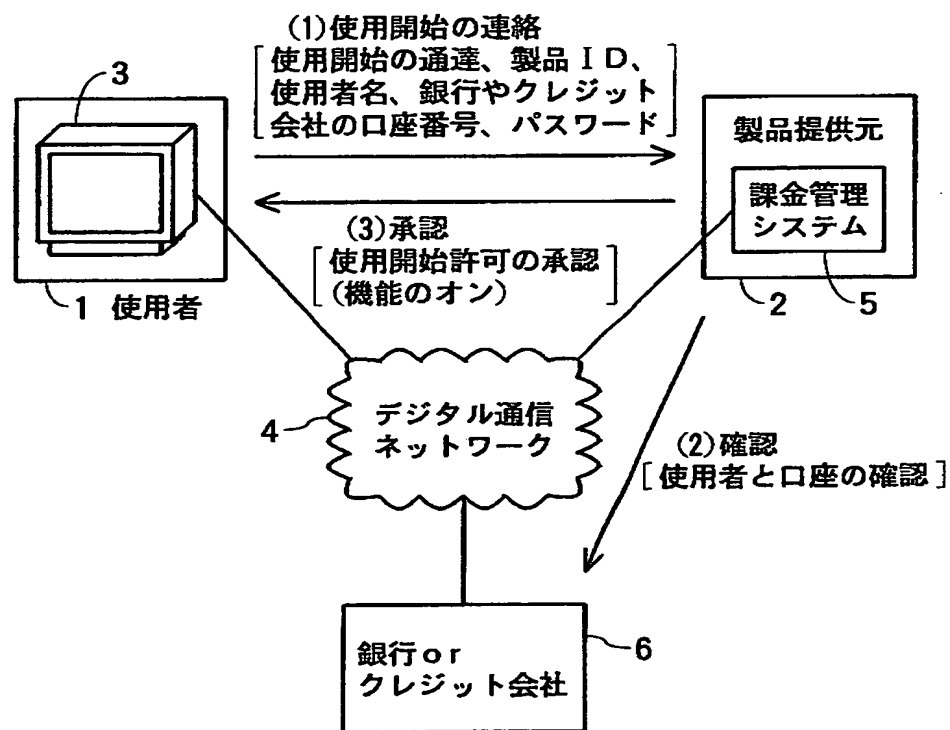 (1)使用開始の連絡
使用開始の通達、製品ID、
使用者名、銀行やクレジット
会社の口座番号、パスワード
3
製品提供元
課金管理
システム
(3)承認
使用開始許可の承認
(機能のオン)
1 使用者
2
5
4
デジタル通信
ネットワーク
(2)確認
[使用者と口座の確認]
6
銀行or
クレジット会社